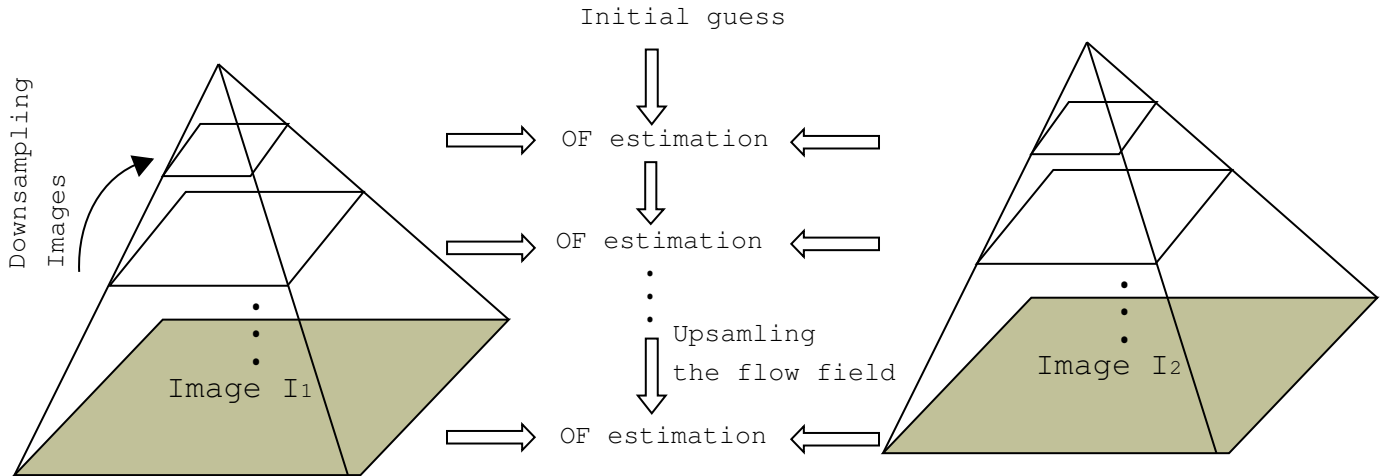 Initial guess
Downsampling
Images
OF estimation
OF estimation
Upsamling
the flow field
Image I1
Image I2
OF estimation